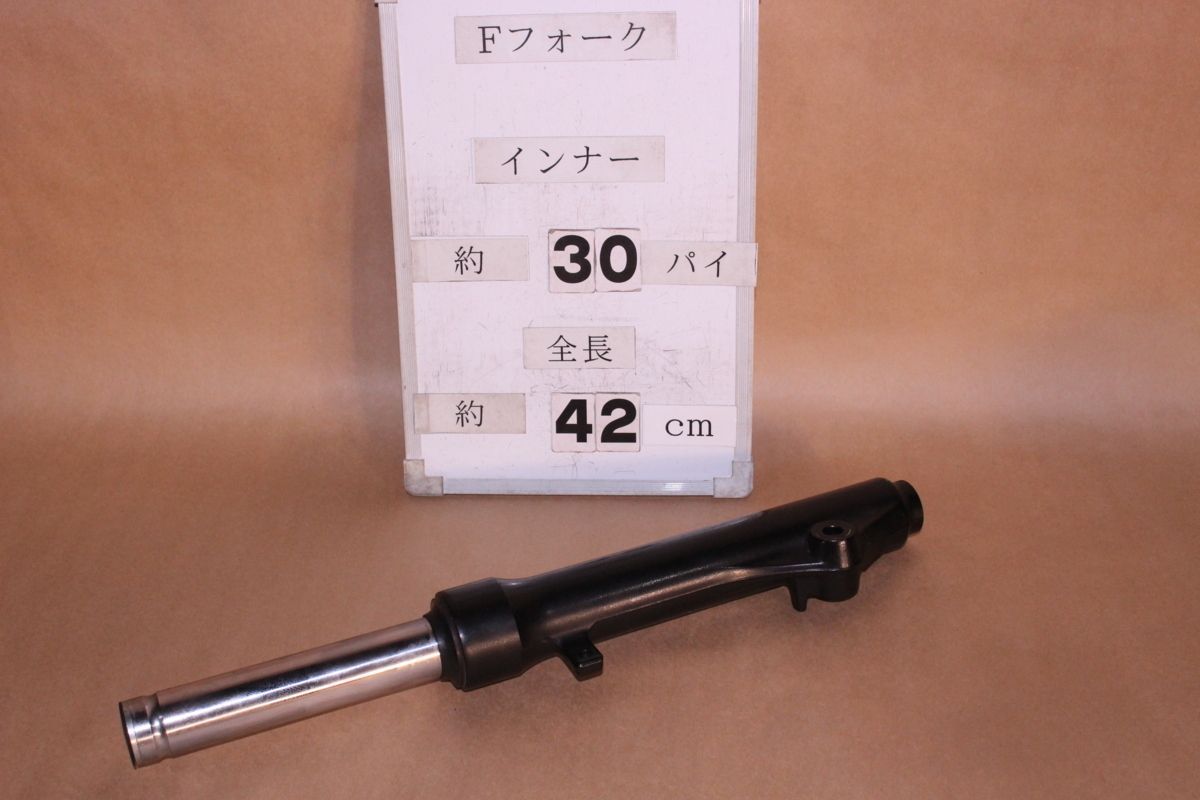 Fフォーク
インナー
約 30 パイ
全長
約 42 cm